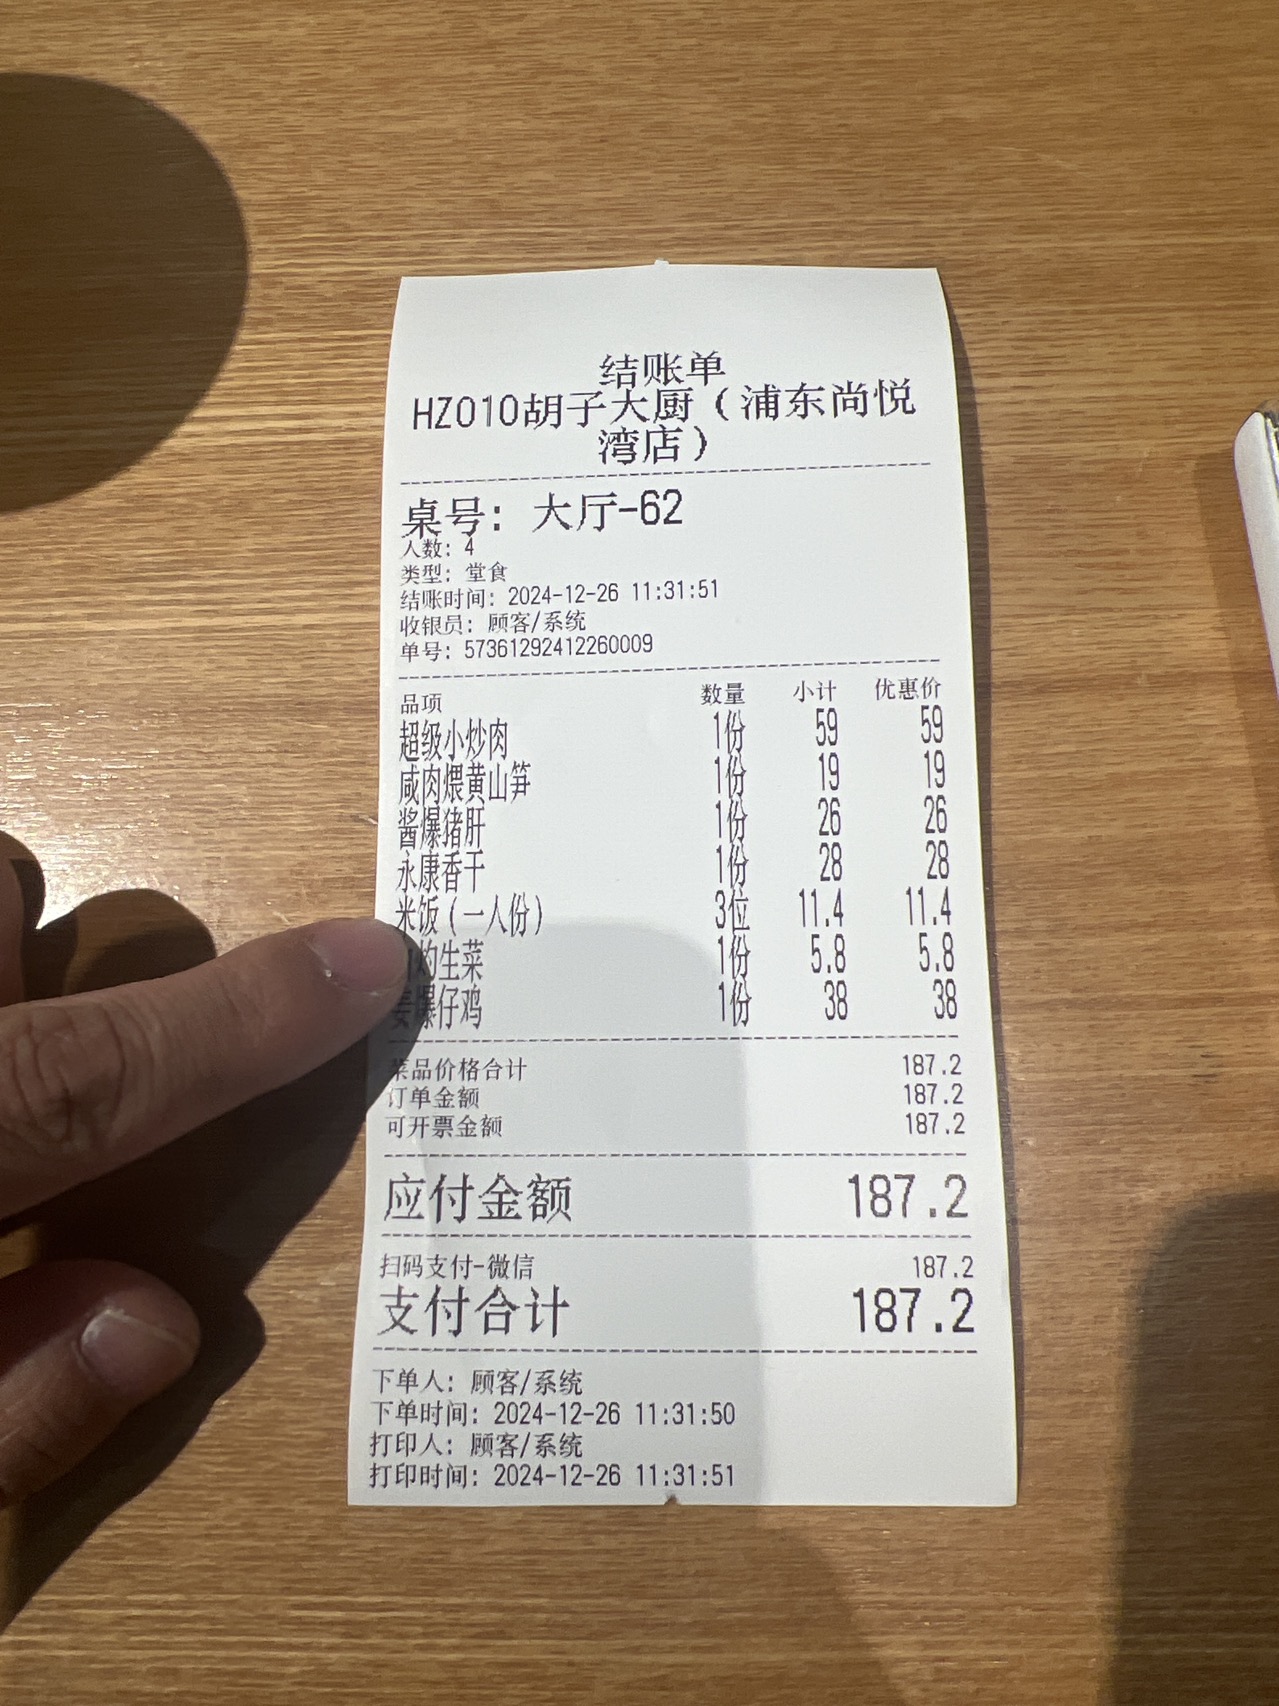 结账单
HZ010胡子大厨（浦东尚悦
湾店）
桌号：大厅-62
人数：4
类型：堂食
结账时间：2024-12-26 11:31:51
收银员：顾客/系统
单号：57361292412260009
品项 数量 小计 优惠价
超级小炒肉 1份 59 59
咸肉煨黄山笋 1份 19 19
酱爆猪肝 1份 26 26
永康香干 1份 28 28
米饭（一人份） 3位 11.4 11.4
灼生菜 1份 5.8 5.8
姜爆仔鸡 1份 38 38
菜品价格合计 187.2
订单金额 187.2
可开票金额 187.2
应付金额 187.2
扫码支付-微信 187.2
支付合计 187.2
下单人：顾客/系统
下单时间：2024-12-26 11:31:50
打印人：顾客/系统
打印时间：2024-12-26 11:31:51